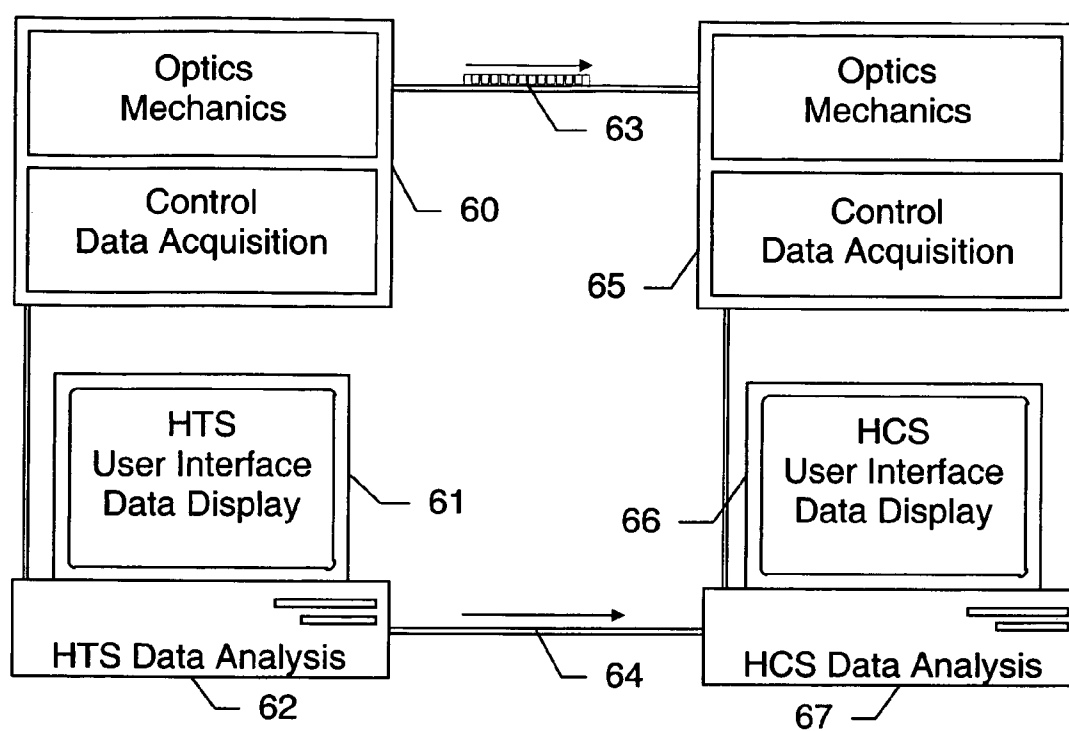 Optics
Mechanics
Control
Data Acquisition
60
63
Optics
Mechanics
Control
Data Acquisition
65
HTS
User Interface
Data Display
61
HTS Data Analysis
62
64
HCS
User Interface
Data Display
66
HCS Data Analysis
67